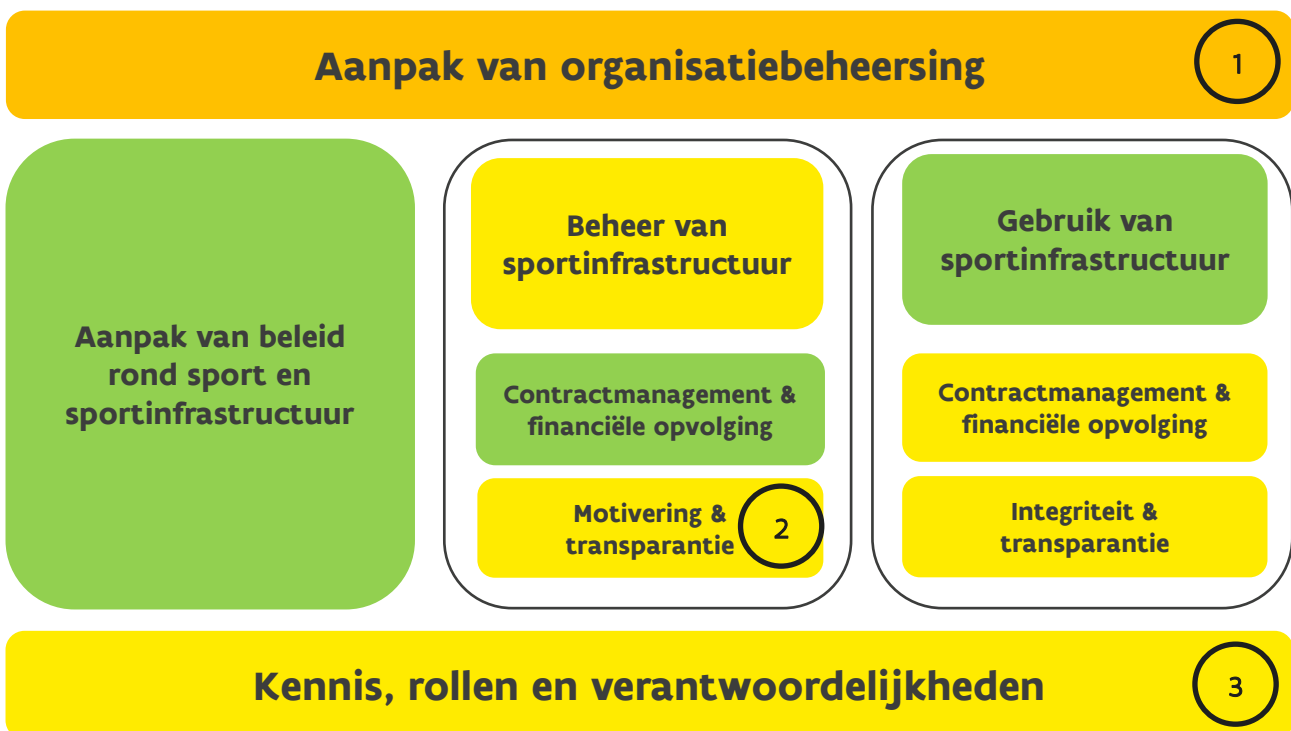 Aanpak van organisatiebeheersing
1
Aanpak van beleid
rond sport en
sportinfrastructuur
Beheer van
sportinfrastructuur
Contractmanagement &
financiële opvolging
Motivering &
transparantie
2
Gebruik van
sportinfrastructuur
Contractmanagement &
financiële opvolging
Integriteit &
transparantie
Kennis, rollen en verantwoordelijkheden
3